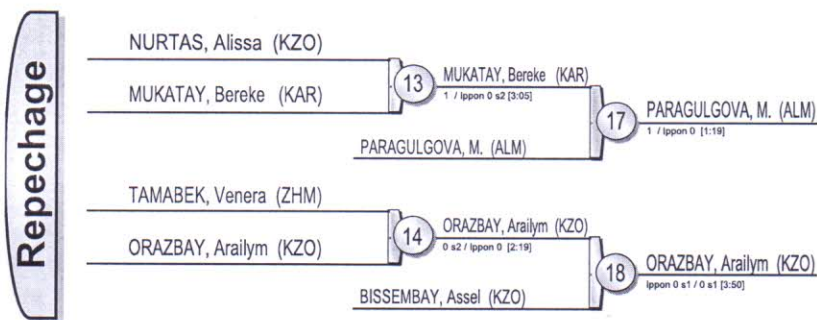 Repechage
NURTAS, Alissa (KZO)
MUKATAY, Bereke (KAR)
13
MUKATAY, Bereke (KAR)
1 / Ippon 0 s2 [3:05]
PARAGULGOVA, M. (ALM)
17
PARAGULGOVA, M. (ALM)
1 / Ippon 0 [1:19]
TAMABEK, Venera (ZHM)
ORAZBAY, Arailym (KZO)
14
ORAZBAY, Arailym (KZO)
0 s2 / Ippon 0 [2:19]
BISSEMBAY, Assel (KZO)
18
ORAZBAY, Arailym (KZO)
Ippon 0 s1 / 0 s1 [3:50]